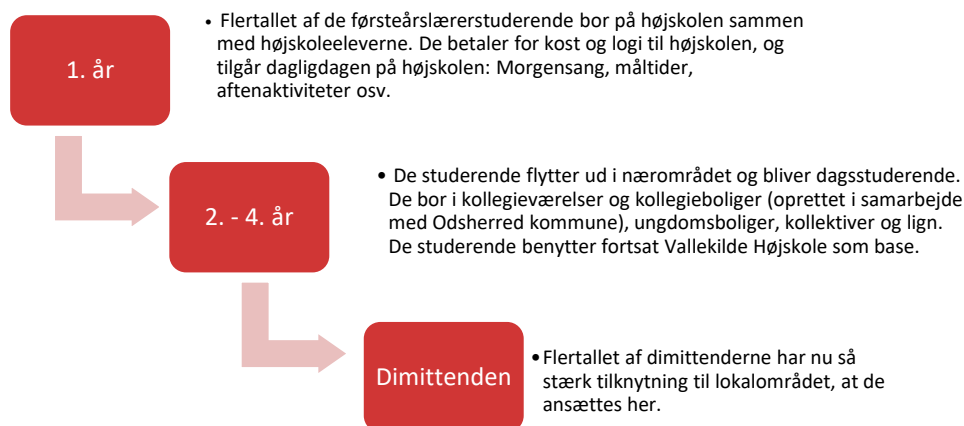 1. år
• Flertallet af de førsteårslærerstuderende bor på højskolen sammen
med højskoleeleverne. De betaler for kost og logi til højskolen, og
tilgår dagligdagen på højskolen: Morgensang, måltider,
aftenaktiviteter osv.
2. - 4. år
• De studerende flytter ud i nærområdet og bliver dagsstuderende.
De bor i kollegieværelser og kollegieboliger (oprettet i samarbejde
med Odsherred kommune), ungdomsboliger, kollektiver og lign.
De studerende benytter fortsat Vallekilde Højskole som base.
Dimittenden
• Flertallet af dimittenderne har nu så
stærk tilknytning til lokalområdet, at de
ansættes her.